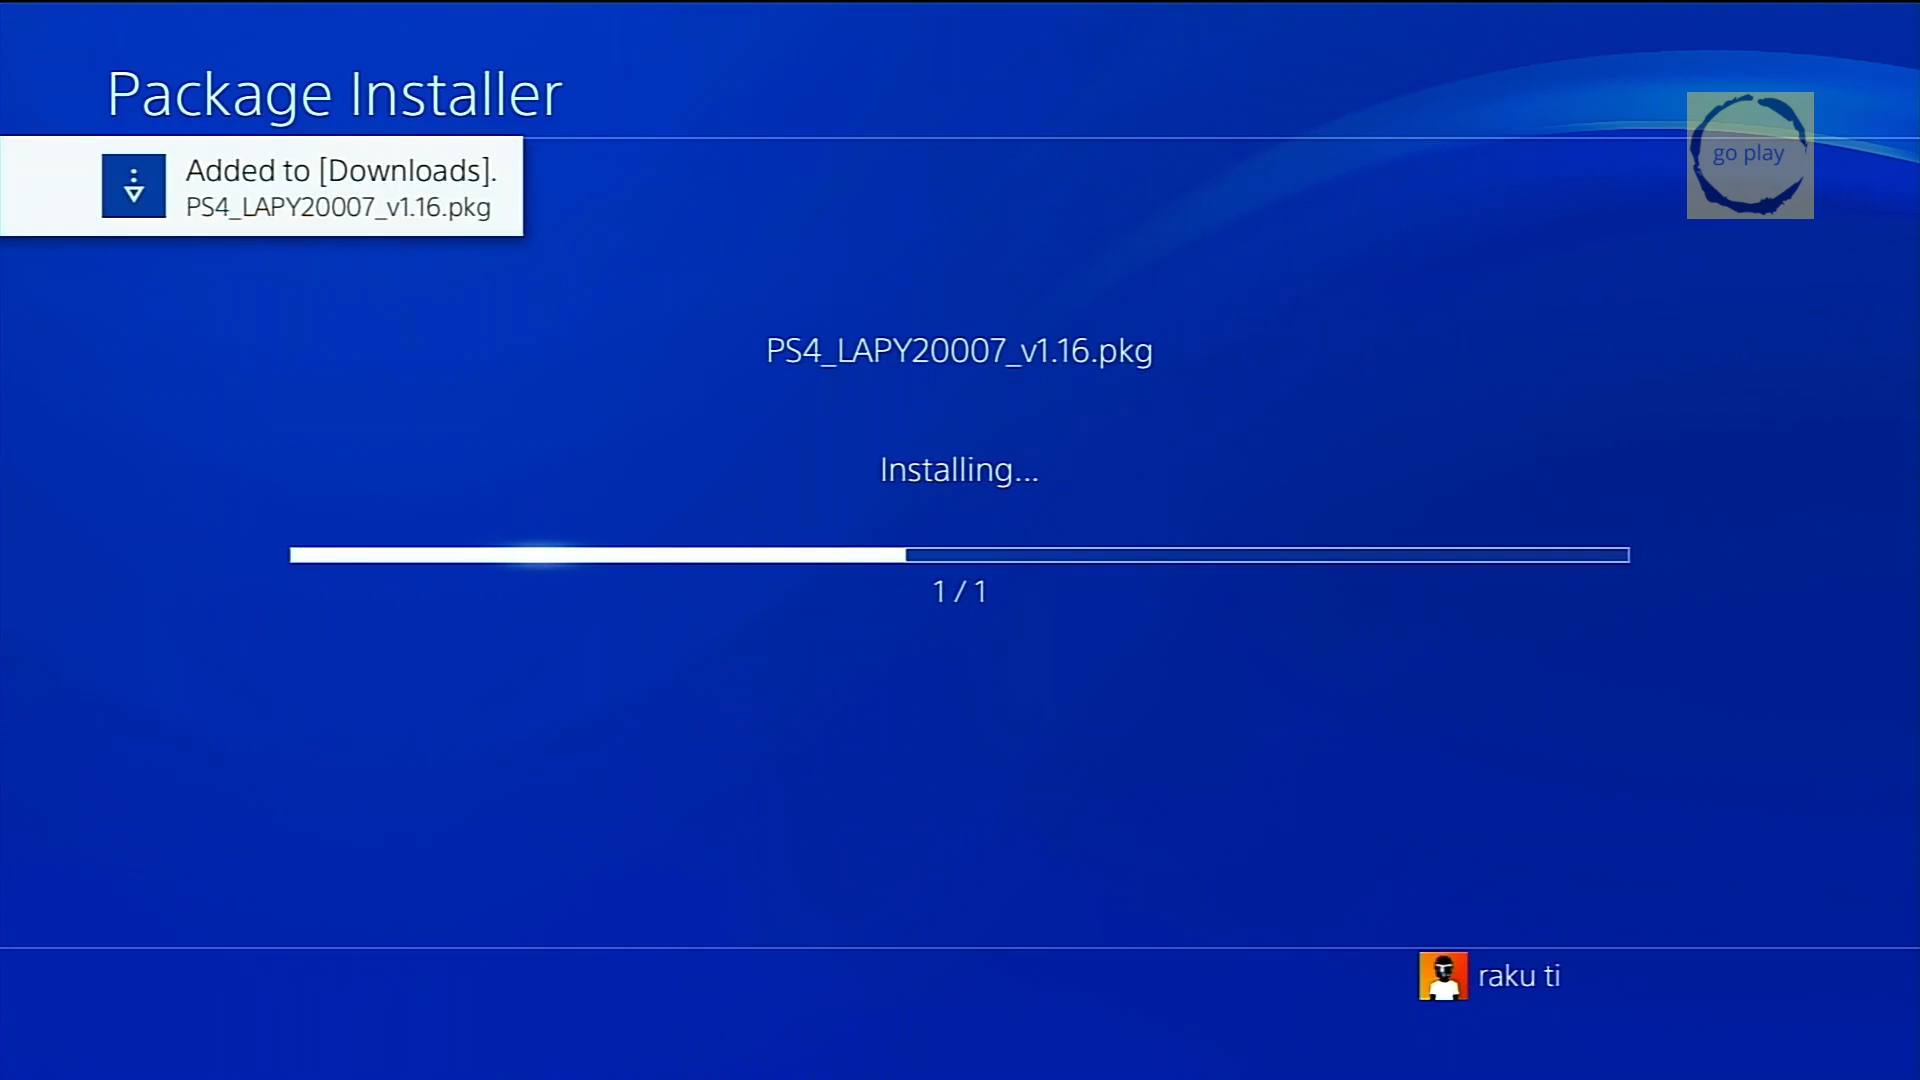 Package Installer
Added to [Downloads].
PS4_LAPY20007_v1.16.pkg
go play
PS4_LAPY20007_v1.16.pkg
Installing...
1 / 1
raku ti